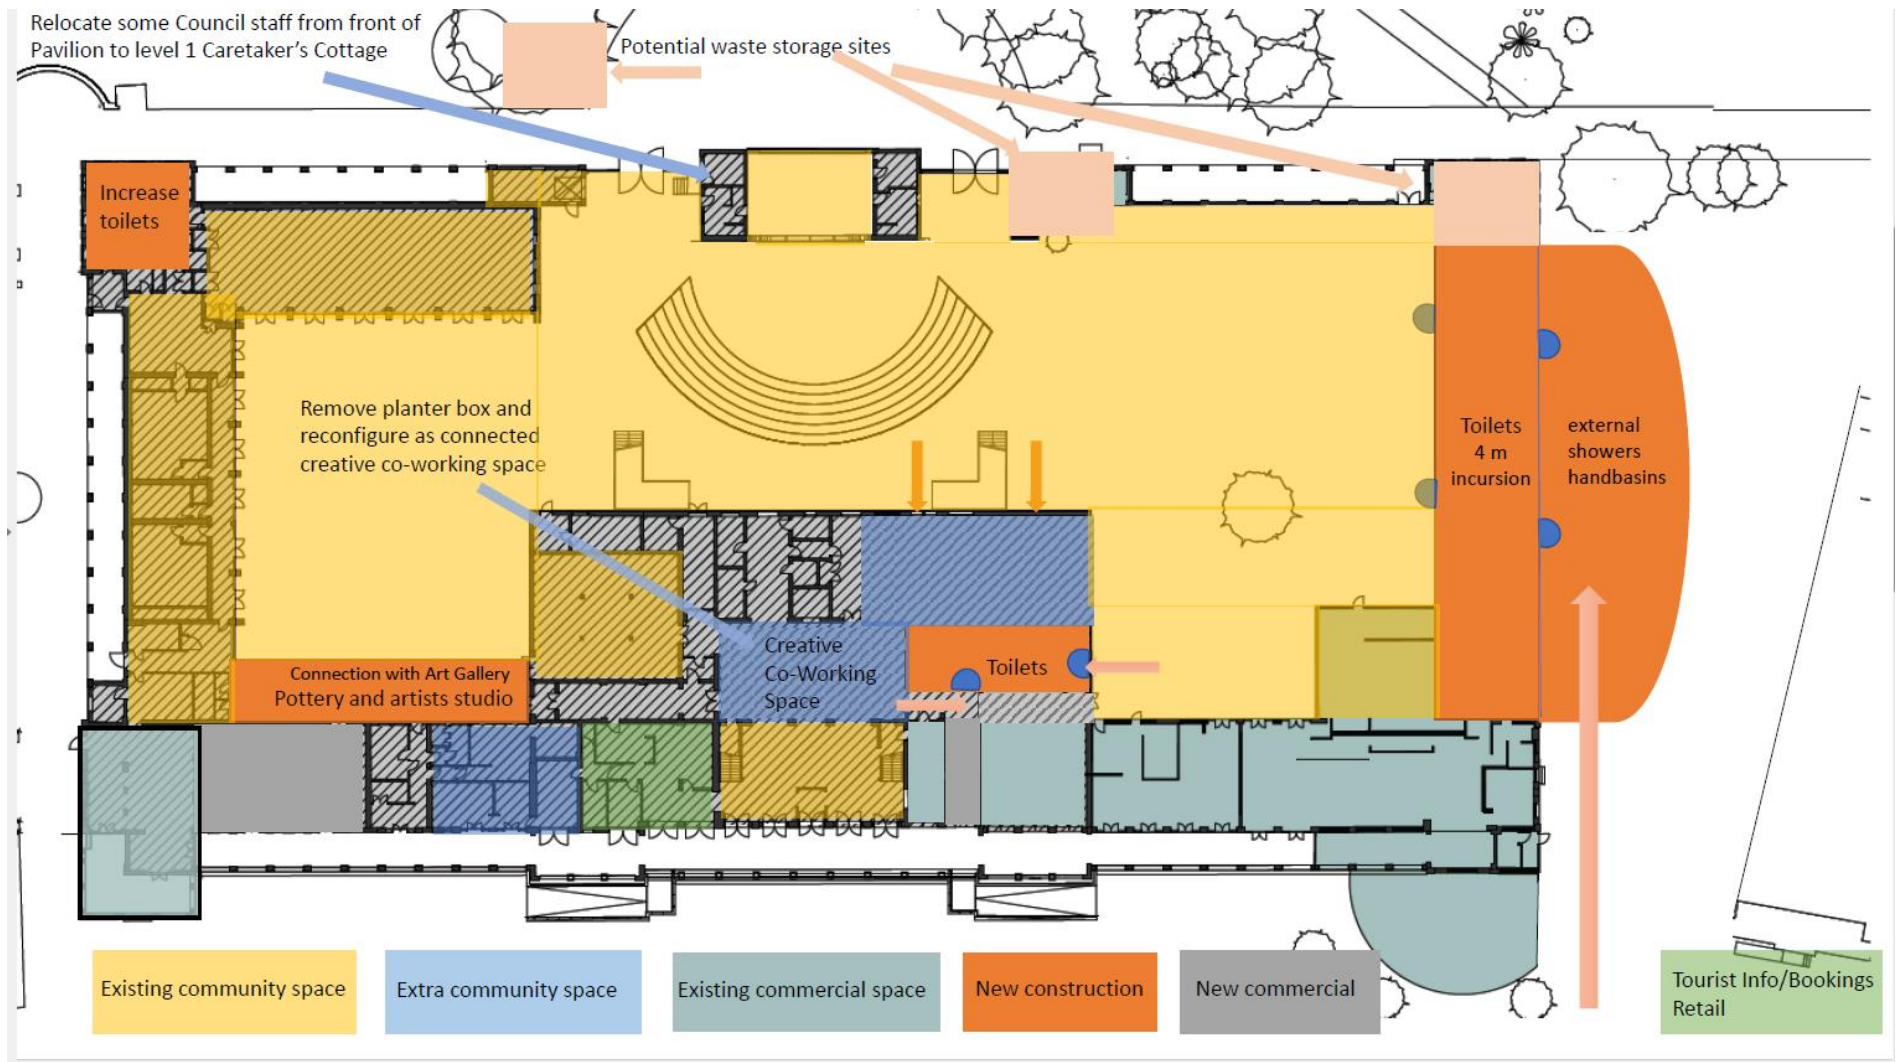 Relocate some Council staff from front of
Pavilion to level 1 Caretaker's Cottage
Potential waste storage sites
Increase
toilets
Remove planter box and
reconfigure as connected
creative co-working space
Toilets
4 m
incursion
external
showers
handbasins
Creative
Co-Working
Space
Toilets
Connection with Art Gallery
Pottery and artists studio
Existing community space
Extra community space
Existing commercial space
New construction
New commercial
Tourist Info/Bookings
Retail